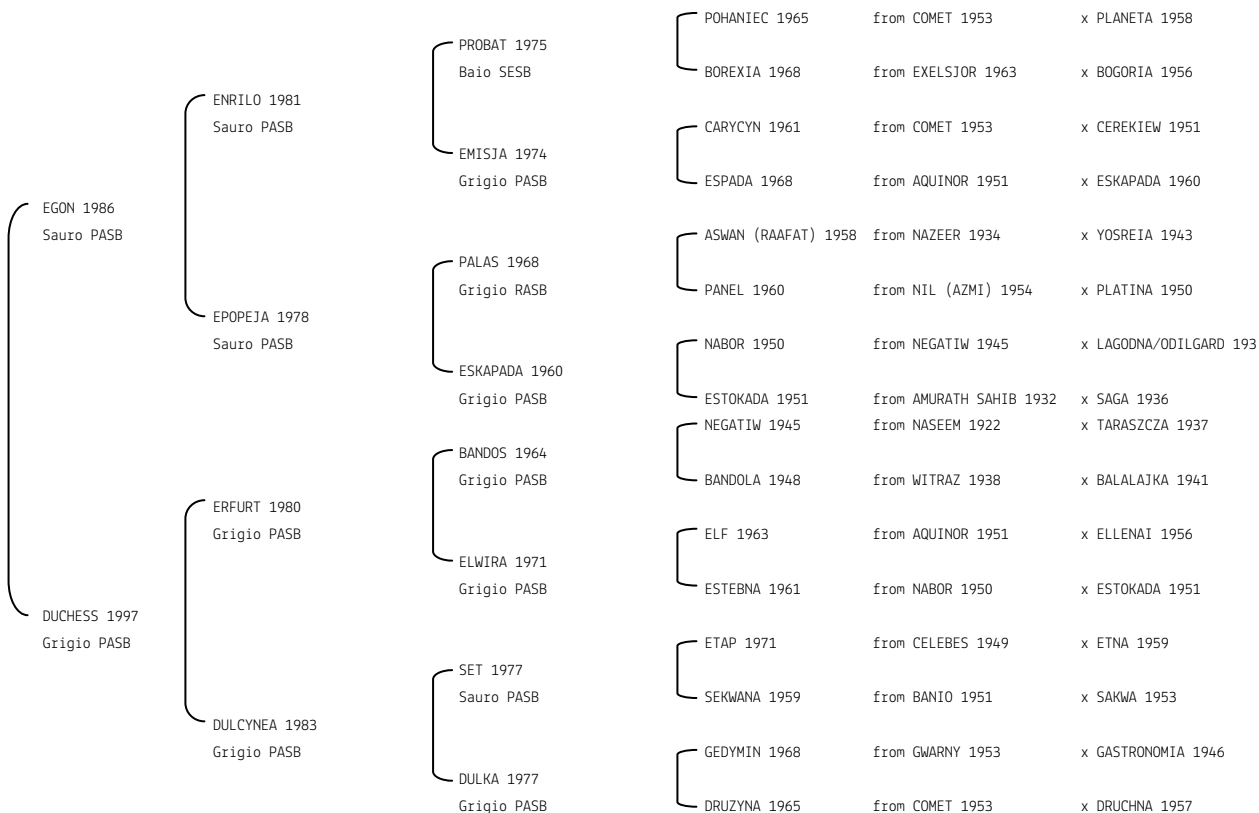 POHANIEC 1965 from COMET 1953 x PLANETA 1958
PROBAT 1975
Baio SESB BOREXIA 1968 from EXELSJOR 1963 x BOGORIA 1956
ENRILO 1981
Sauro PASB CARYCYN 1961 from COMET 1953 x CEREKIEW 1951
EMISJA 1974
Grigio PASB ESPADA 1968 from AQUINOR 1951 x ESKAPADA 1960
EGON 1986
Sauro PASB ASWAN (RAAFAT) 1958 from NAZEER 1934 x YOSREIA 1943
PALAS 1968
Grigio RASB PANEL 1960 from NIL (AZMI) 1954 x PLATINA 1950
EPOPEJA 1978
Sauro PASB NABOR 1950 from NEGATIW 1945 x LAGODNA/ODILGARD 193
ESKAPADA 1960
Grigio PASB ESTOKADA 1951 from AMURATH SAHIB 1932 x SAGA 1936
NEGATIW 1945 from NASEEM 1922 x TARASZCZA 1937
BANDOS 1964
Grigio PASB BANDOLA 1948 from WITRAZ 1938 x BALALAJKA 1941
ERFURT 1980
Grigio PASB ELF 1963 from AQUINOR 1951 x ELLENAI 1956
ELWIRA 1971
Grigio PASB ESTEBNA 1961 from NABOR 1950 x ESTOKADA 1951
DUCHESS 1997
Grigio PASB ETAP 1971 from CELEBES 1949 x ETNA 1959
SET 1977
Sauro PASB SEKWANA 1959 from BANIO 1951 x SAKWA 1953
DULCYNEA 1983
Grigio PASB GEDYMIN 1968 from GWARNY 1953 x GASTRONOMIA 1946
DULKA 1977
Grigio PASB DRUZYNA 1965 from COMET 1953 x DRUCHNA 1957